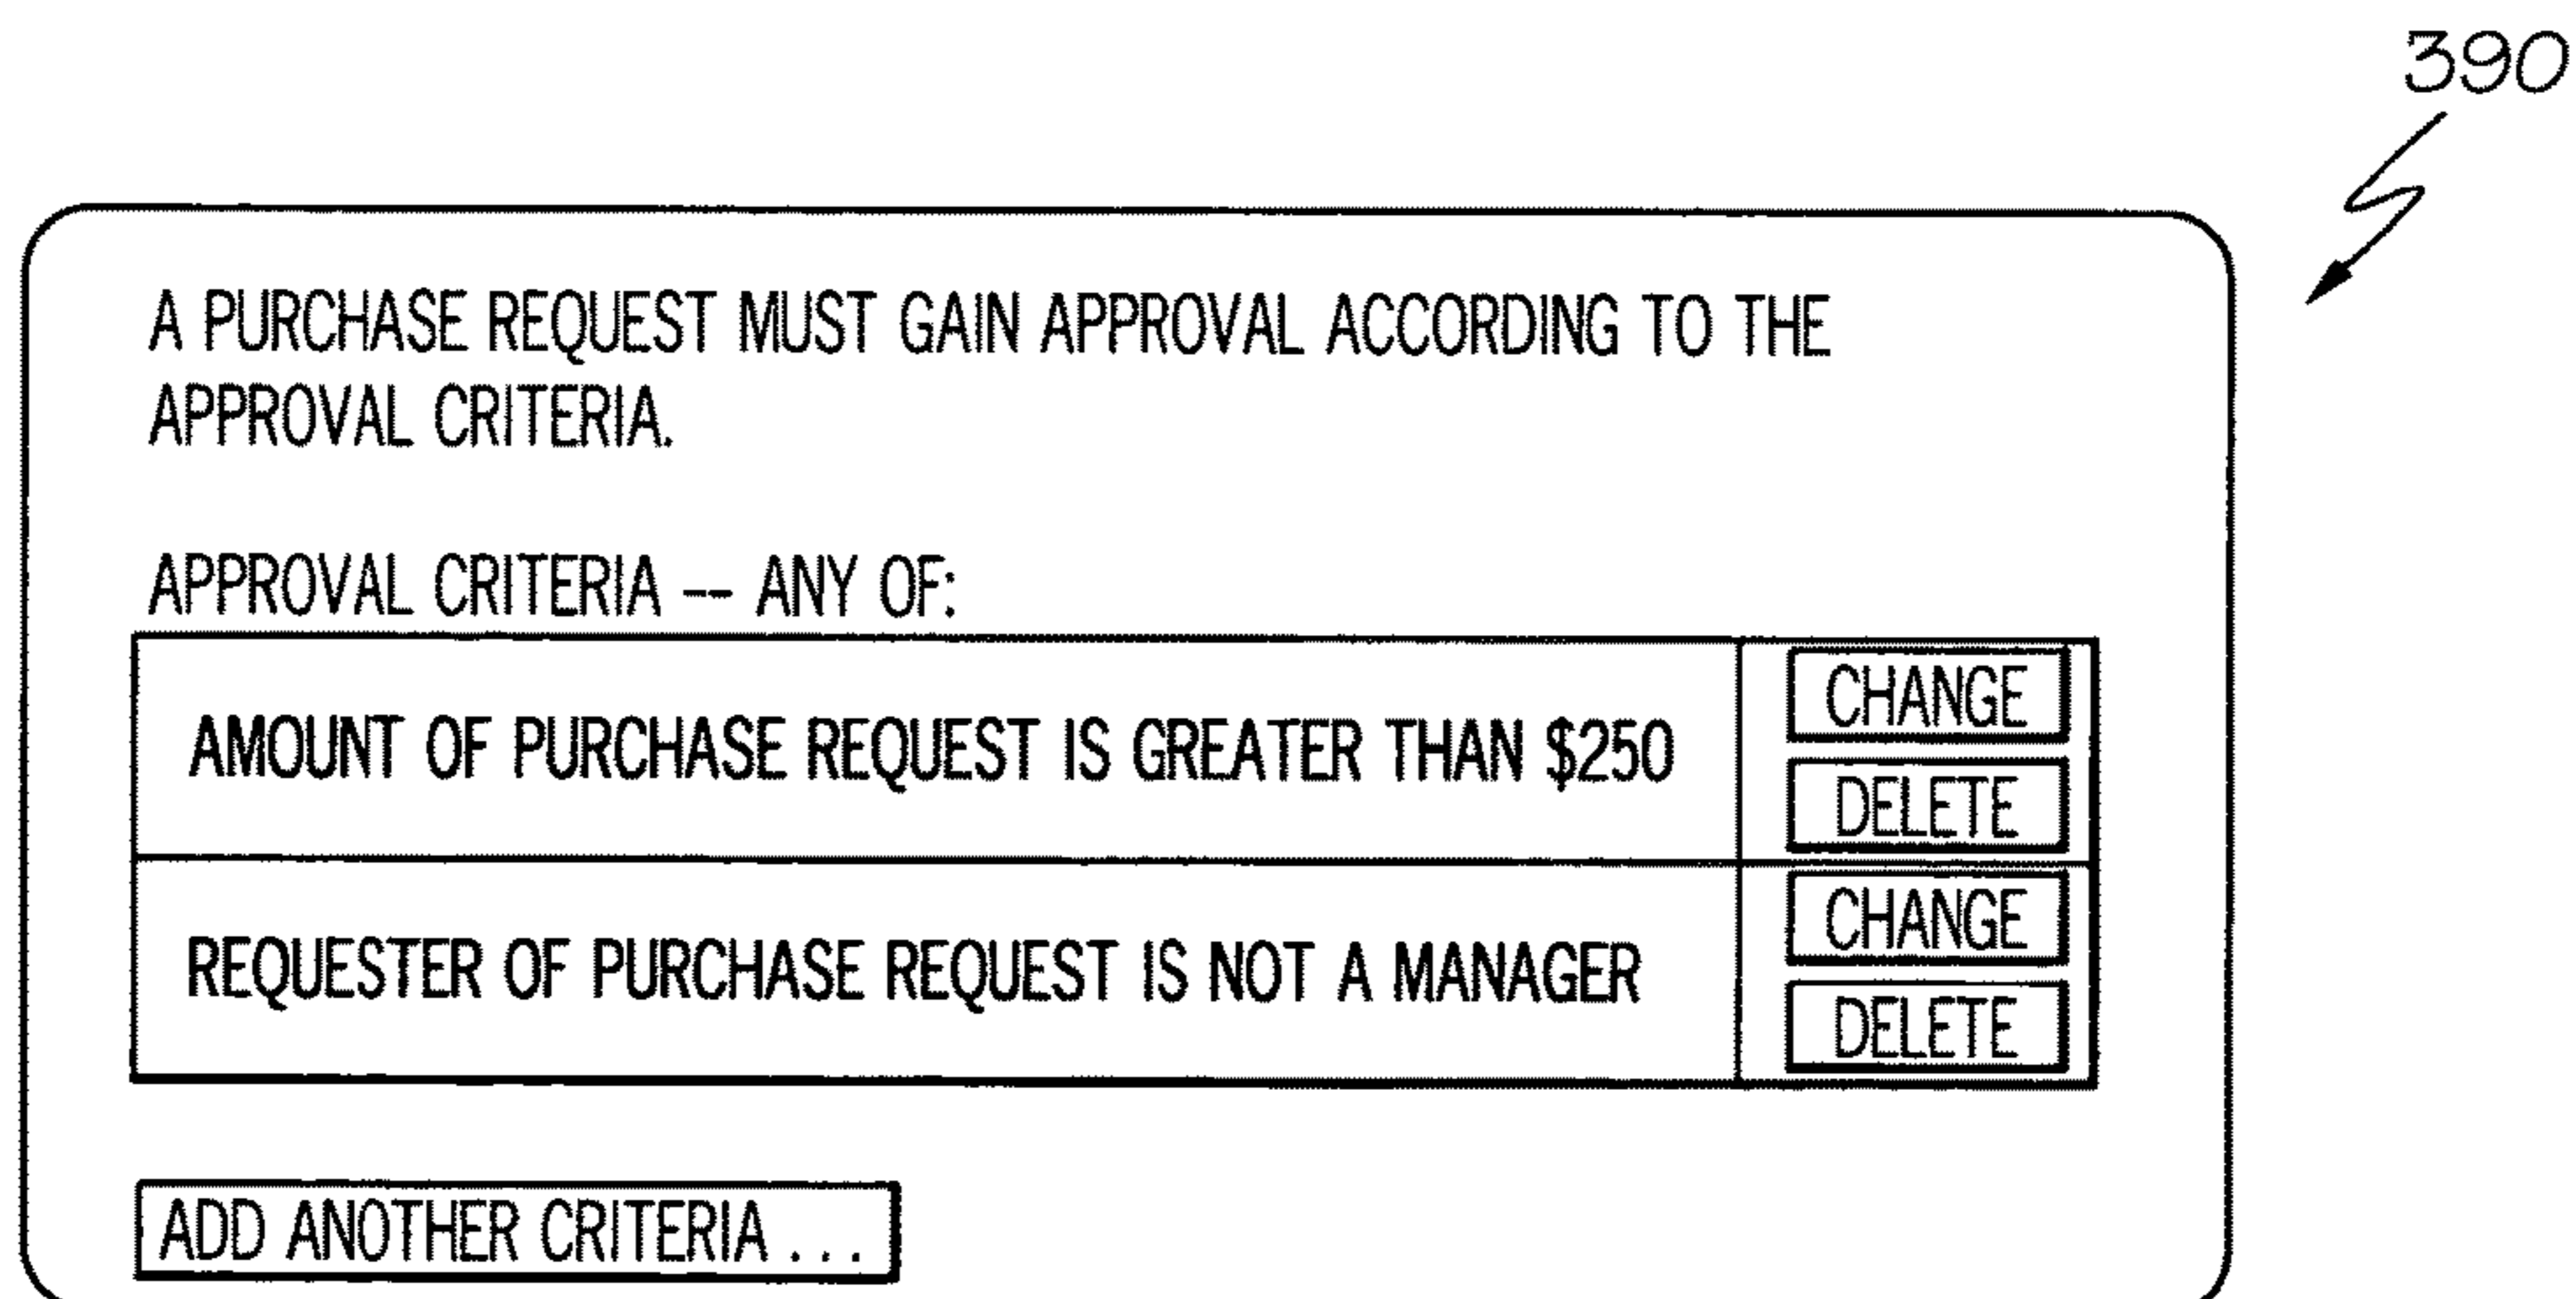 390
A PURCHASE REQUEST MUST GAIN APPROVAL ACCORDING TO THE
APPROVAL CRITERIA.
APPROVAL CRITERIA -- ANY OF:
AMOUNT OF PURCHASE REQUEST IS GREATER THAN $250
CHANGE
DELETE
REQUESTER OF PURCHASE REQUEST IS NOT A MANAGER
CHANGE
DELETE
ADD ANOTHER CRITERIA ...